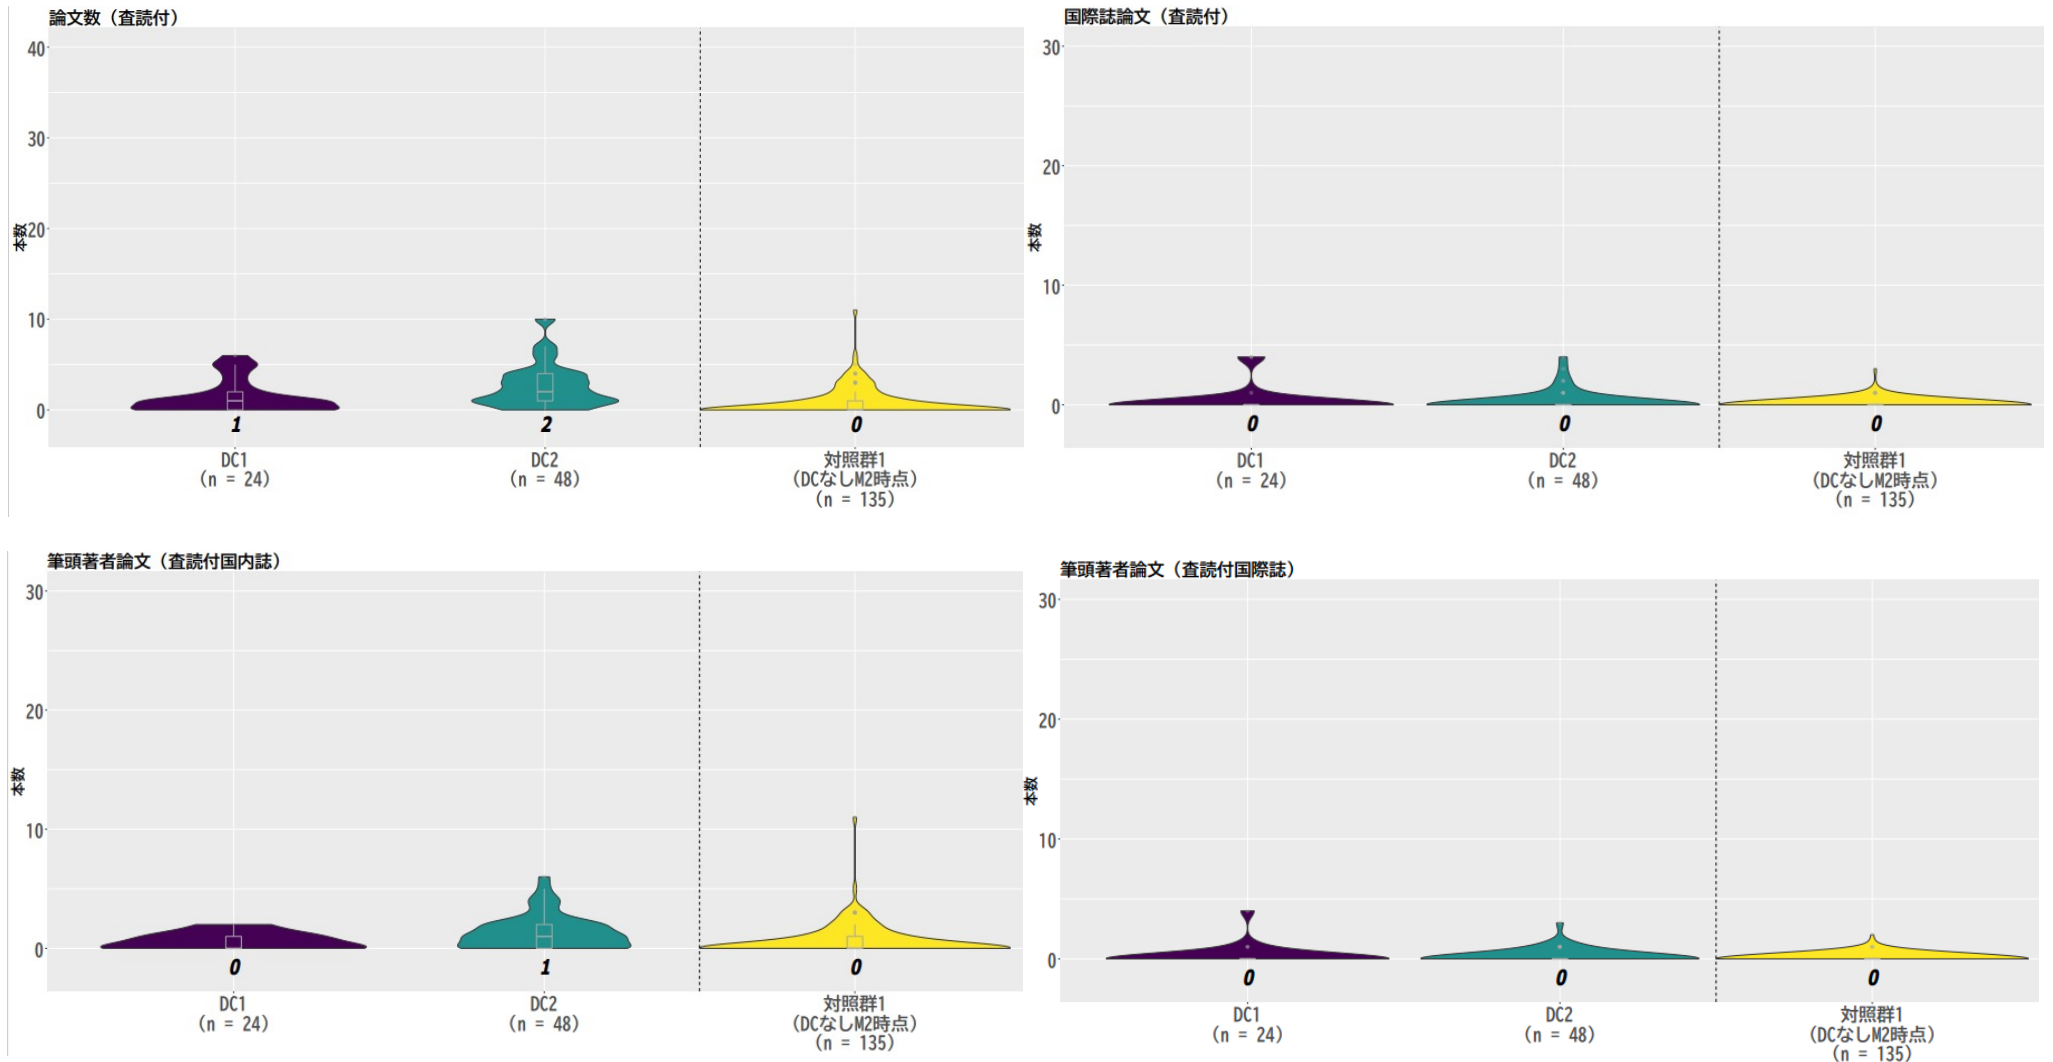 論文数（査読付）
40
30
20
10
0
本数
1
2
0
DC1
（n = 24）
DC2
（n = 48）
対照群1
（DCなしM2時点）
（n = 135）
国際誌論文（査読付）
30
20
10
0
本数
0
0
0
DC1
（n = 24）
DC2
（n = 48）
対照群1
（DCなしM2時点）
（n = 135）
筆頭著者論文（査読付国内誌）
30
20
10
0
本数
0
1
0
DC1
（n = 24）
DC2
（n = 48）
対照群1
（DCなしM2時点）
（n = 135）
筆頭著者論文（査読付国際誌）
30
20
10
0
本数
0
0
0
DC1
（n = 24）
DC2
（n = 48）
対照群1
（DCなしM2時点）
（n = 135）